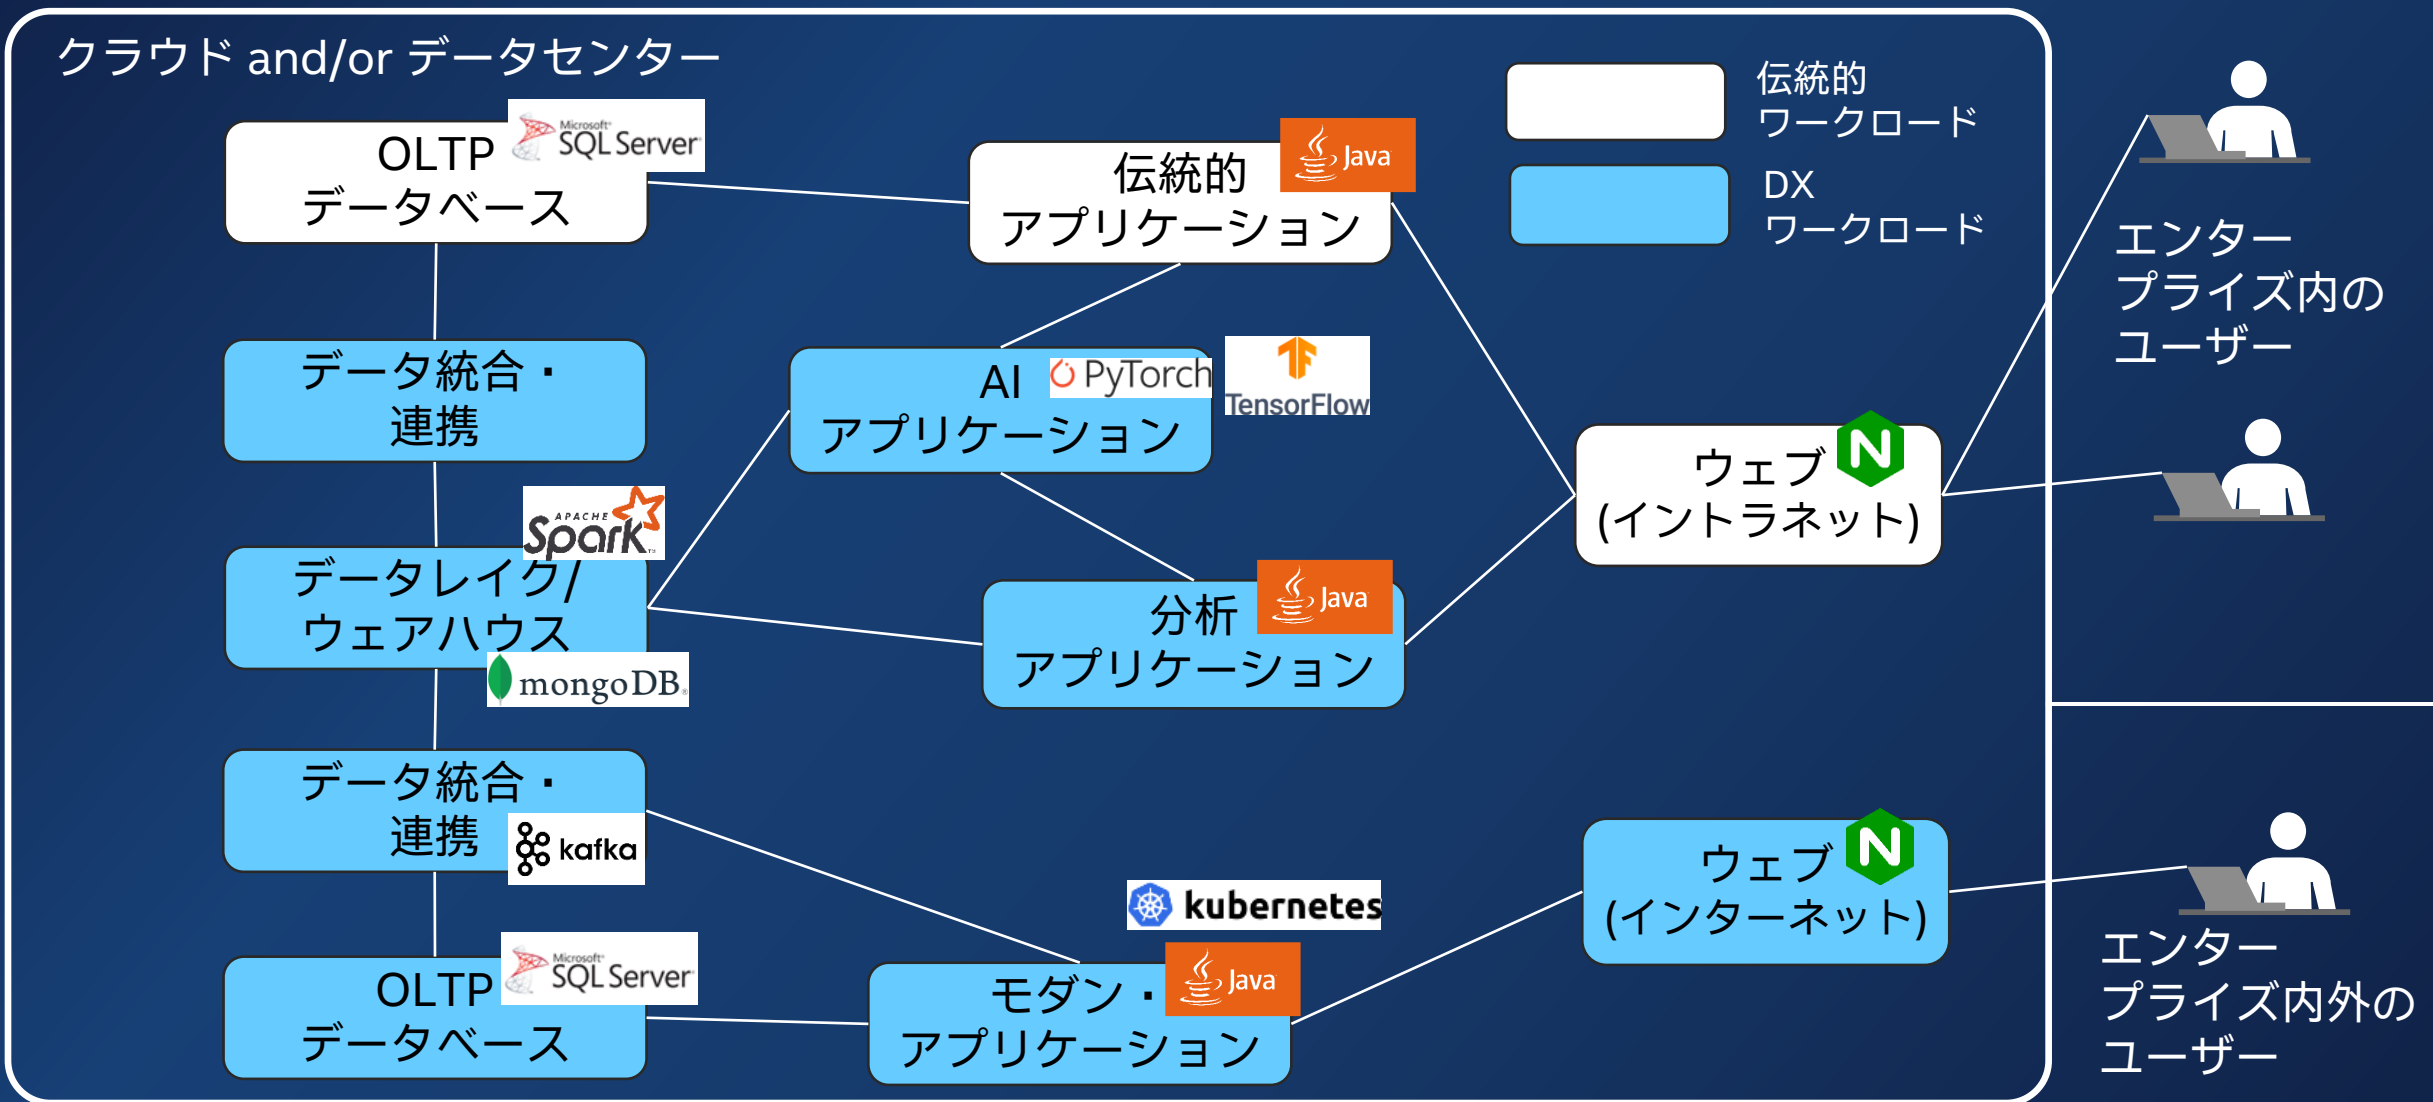 クラウド and/or データセンター
伝統的
ワークロード
DX
ワークロード
OLTP
データベース
Microsoft®
SQL Server
伝統的
アプリケーション
Java
エンター
プライズ内の
ユーザー
データ統合・
連携
AI
アプリケーション
PyTorch
TensorFlow
ウェブ
(イントラネット)
N
APACHE
Spark™
データレイク/
ウェアハウス
mongoDB®
分析
アプリケーション
Java
データ統合・
連携
kafka
kubernetes
ウェブ
(インターネット)
N
OLTP
データベース
Microsoft®
SQL Server
モダン・
アプリケーション
Java
エンター
プライズ内外の
ユーザー